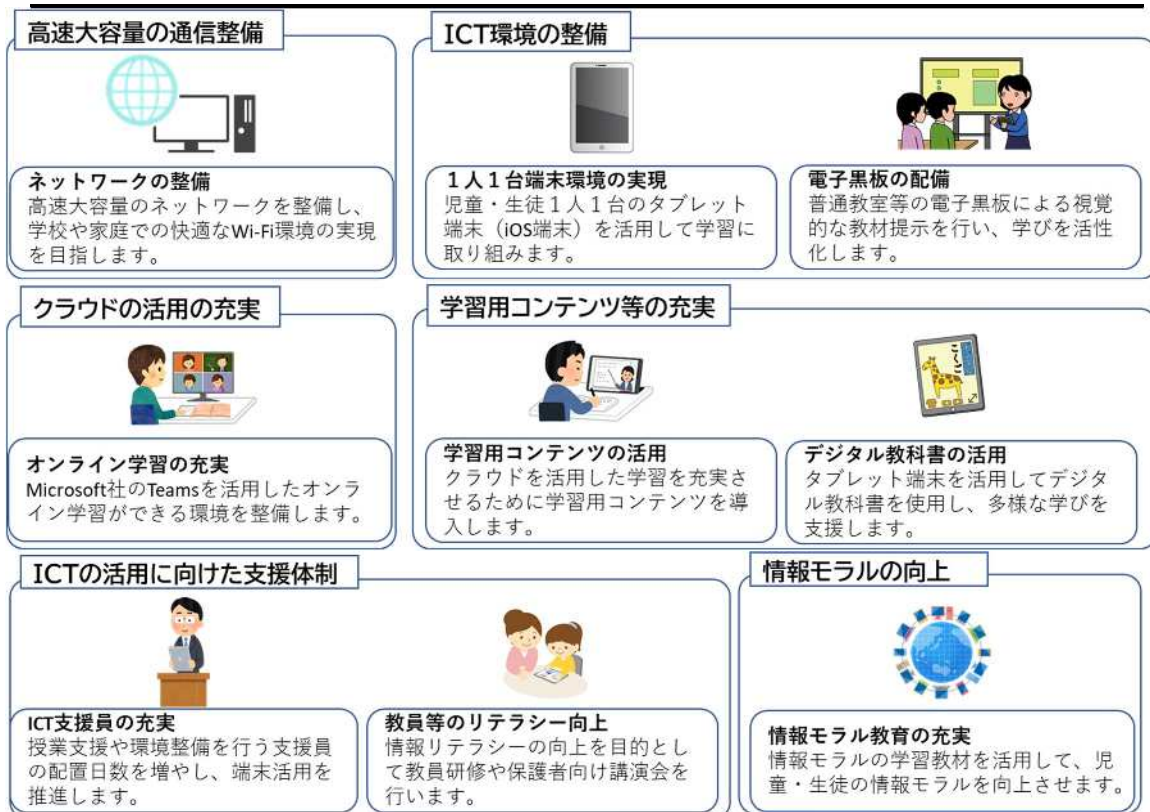 高速大容量の通信整備
ネットワークの整備
高速大容量のネットワークを整備し、
学校や家庭での快適なWi-Fi環境の実現
を目指します。
ICT環境の整備
１人１台端末環境の実現
児童・生徒１人１台のタブレット
端末（iOS端末）を活用して学習に
取り組みます。
電子黒板の配備
普通教室等の電子黒板による視覚
的な教材提示を行い、学びを活性
化します。
クラウドの活用の充実
オンライン学習の充実
Microsoft社のTeamsを活用したオンラ
イン学習ができる環境を整備します。
学習用コンテンツ等の充実
学習用コンテンツの活用
クラウドを活用した学習を充実さ
せるために学習用コンテンツを導
入します。
こくご
デジタル教科書の活用
タブレット端末を活用してデジタ
ル教科書を使用し、多様な学びを
支援します。
ICTの活用に向けた支援体制
ICT支援員の充実
授業支援や環境整備を行う支援員
の配置日数を増やし、端末活用を
推進します。
教員等のリテラシー向上
情報リテラシーの向上を目的とし
て教員研修や保護者向け講演会を
行います。
情報モラルの向上
情報モラル教育の充実
情報モラルの学習教材を活用して、児
童・生徒の情報モラルを向上させます。